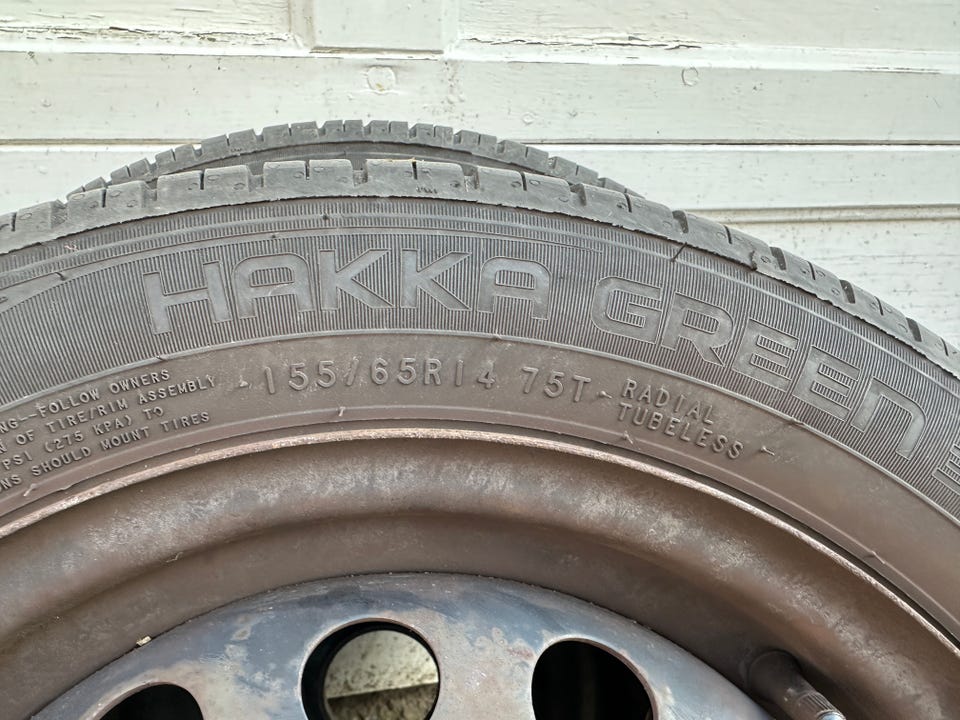 HAKKA GREEN
155/65R14 75T
RADIAL
TUBELESS
FOLLOW OWNERS
OF TIRE/RIM ASSEMBLY
PSI (275 KPA) TO
SHOULD MOUNT TIRES